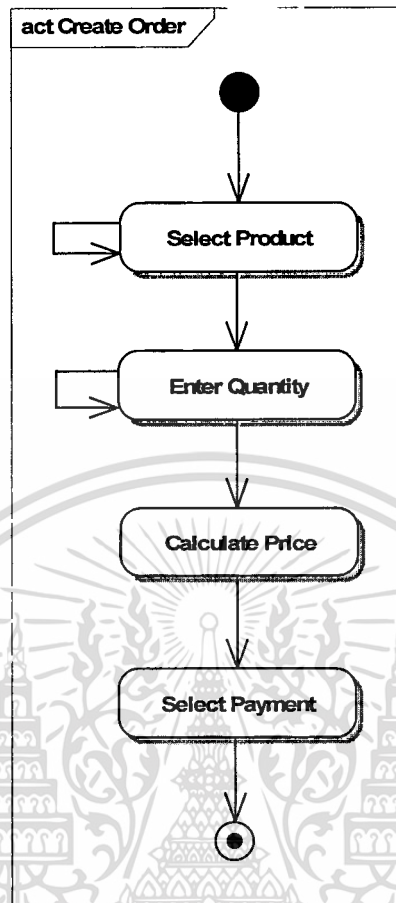 act Create Order
Select Product
Enter Quantity
Calculate Price
Select Payment